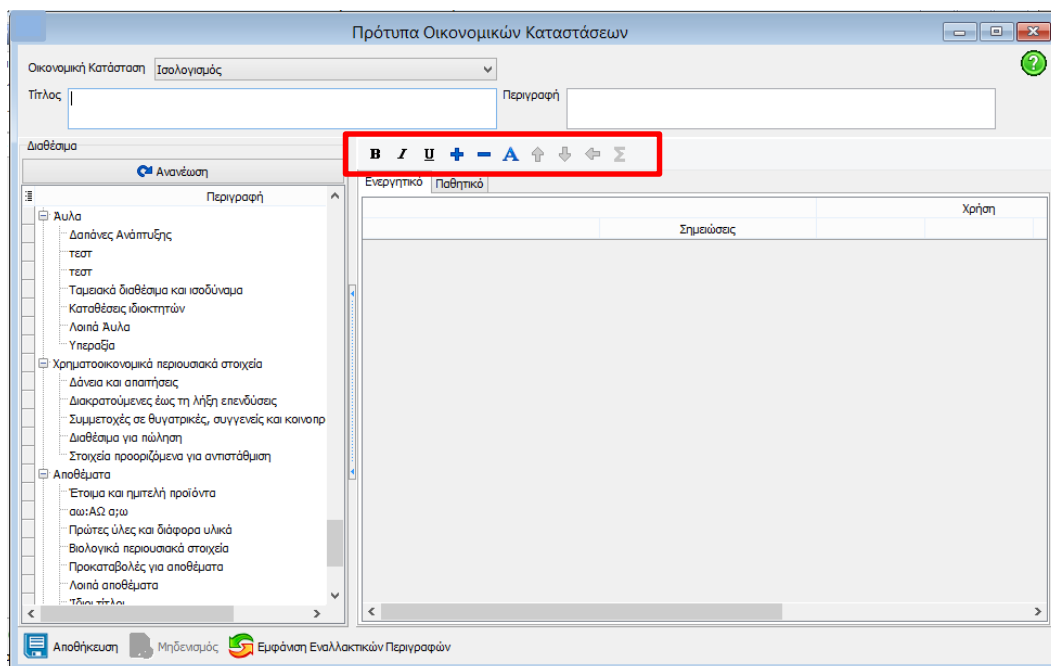 Πρότυπα Οικονομικών Καταστάσεων
Οικονομική Κατάσταση Ισολογισμός
Τίτλος Περιγραφή
Διαθέσιμα
B I U A Σ
Ανανέωση
Ενεργητικό Παθητικό
Περιγραφή
Χρήση
Σημειώσεις
Άυλα
Δαπάνες Ανάπτυξης
τεστ
τεστ
Ταμειακά διαθέσιμα και ισοδύναμα
Καταθέσεις ιδιοκτητών
Λοιπά Άυλα
Υπεραξία
Χρηματοοικονομικά περιουσιακά στοιχεία
Δάνεια και απαιτήσεις
Διακρατούμενες έως τη λήξη επενδύσεις
Συμμετοχές σε θυγατρικές, συγγενείς και κοινοπρ
Διαθέσιμα για πώληση
Στοιχεία προοριζόμενα για αντιστάθμιση
Αποθέματα
Έτοιμα και ημιτελή προϊόντα
αω:ΑΩ α;ω
Πρώτες ύλες και διάφορα υλικά
Βιολογικά περιουσιακά στοιχεία
Προκαταβολές για αποθέματα
Λοιπά αποθέματα
Ίδιοι τίτλοι
Αποθήκευση Μηδενισμός Εμφάνιση Εναλλακτικών Περιγραφών